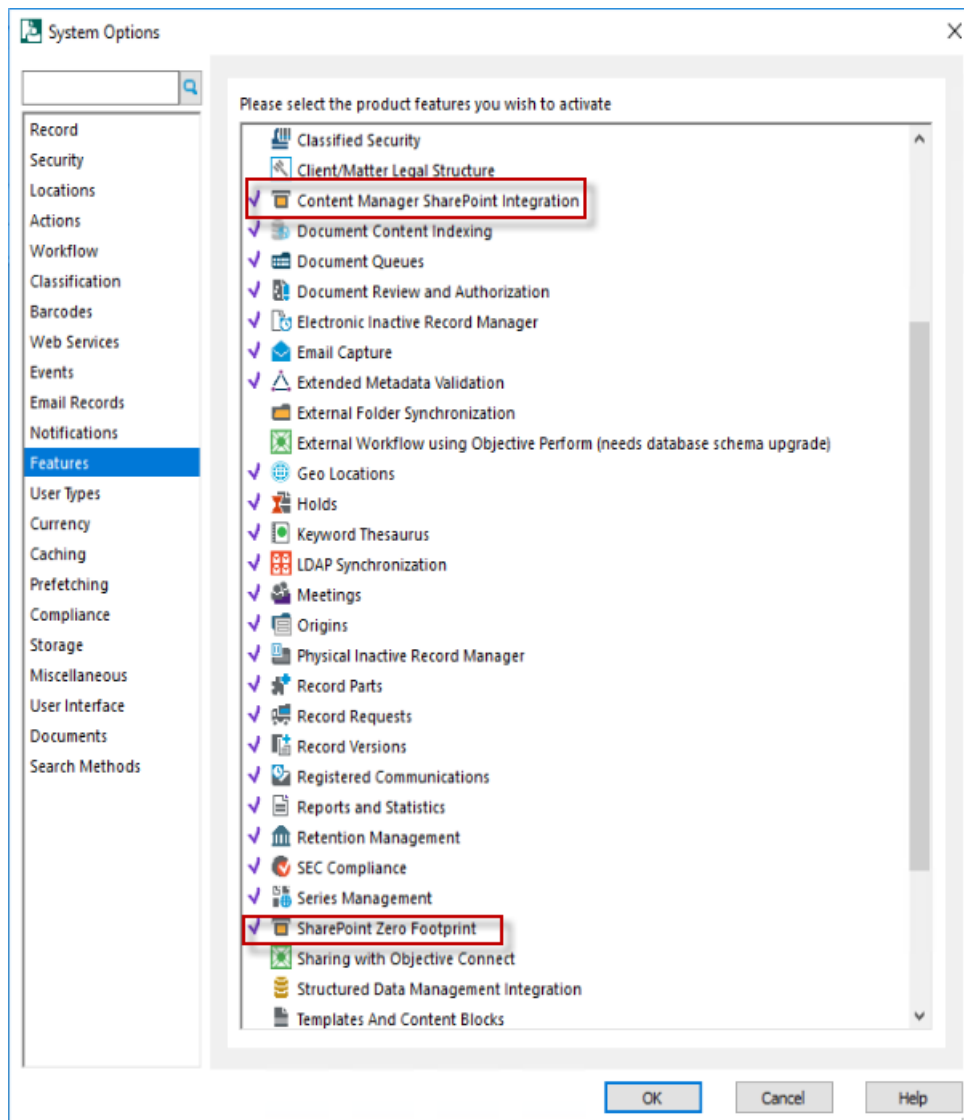 System Options
Please select the product features you wish to activate
Record
Security
Locations
Actions
Workflow
Classification
Barcodes
Web Services
Events
Email Records
Notifications
Features
User Types
Currency
Caching
Prefetching
Compliance
Storage
Miscellaneous
User Interface
Documents
Search Methods
Classified Security
Client/Matter Legal Structure
Content Manager SharePoint Integration
Document Content Indexing
Document Queues
Document Review and Authorization
Electronic Inactive Record Manager
Email Capture
Extended Metadata Validation
External Folder Synchronization
External Workflow using Objective Perform (needs database schema upgrade)
Geo Locations
Holds
Keyword Thesaurus
LDAP Synchronization
Meetings
Origins
Physical Inactive Record Manager
Record Parts
Record Requests
Record Versions
Registered Communications
Reports and Statistics
Retention Management
SEC Compliance
Series Management
SharePoint Zero Footprint
Sharing with Objective Connect
Structured Data Management Integration
Templates And Content Blocks
OK
Cancel
Help